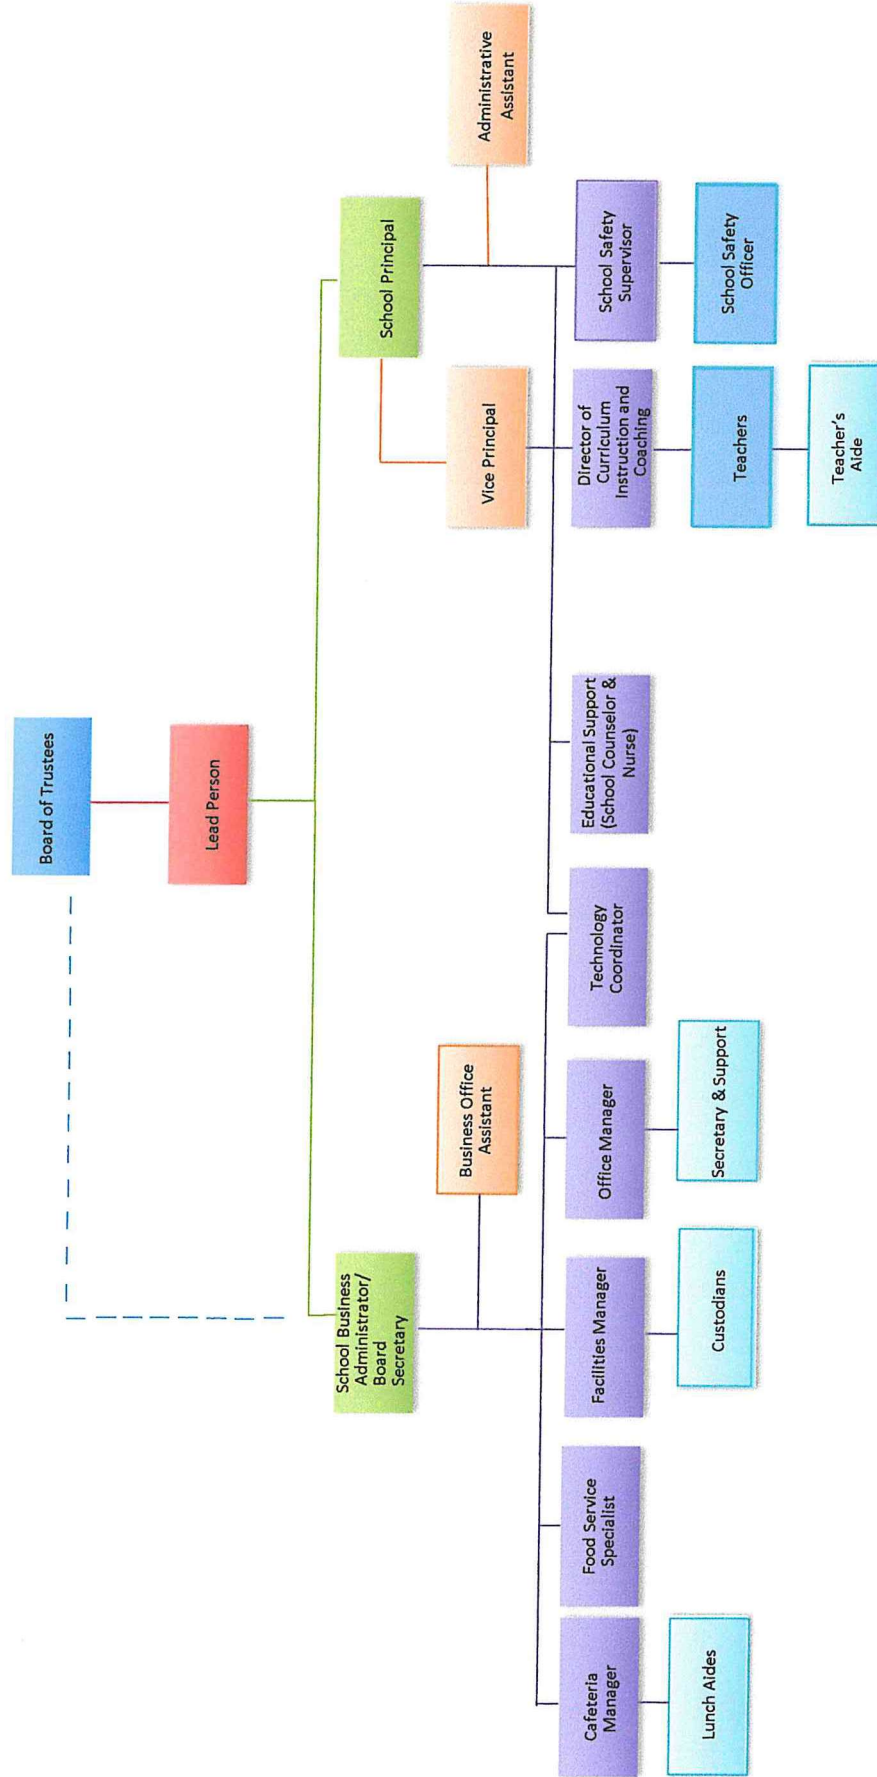 Board of Trustees
Lead Person
School Business
Administrator/
Board
Secretary
School Principal
Business Office
Assistant
Vice Principal
Administrative
Assistant
Cafeteria
Manager
Food Service
Specialist
Facilities Manager
Office Manager
Technology
Coordinator
Educational Support
(School Counselor &
Nurse)
Director of
Curriculum
Instruction and
Coaching
School Safety
Supervisor
Lunch Aides
Custodians
Secretary & Support
Teachers
School Safety
Officer
Teacher's
Aide